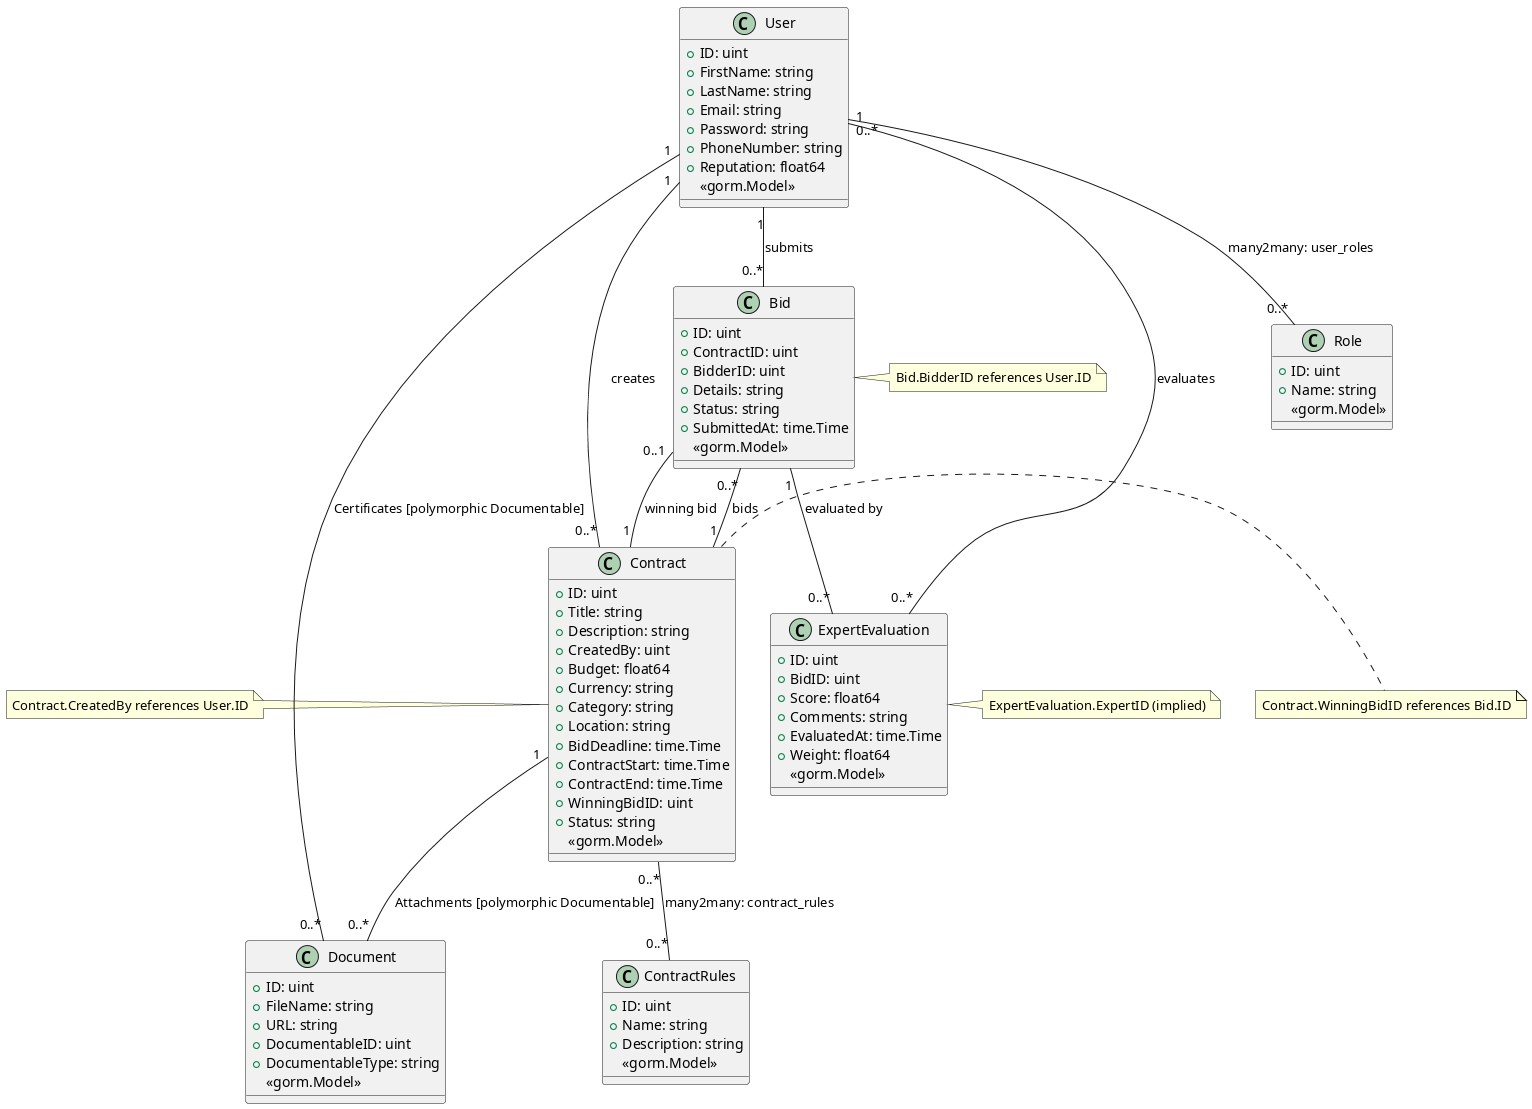 User
ID: uint
FirstName: string
LastName: string
Email: string
Password: string
PhoneNumber: string
Reputation: float64
«gorm.Model»
1
1
1
1
0..*
submits
many2many: user_roles
0..*
0..*
Bid
ID: uint
ContractID: uint
BidderID: uint
Details: string
Status: string
SubmittedAt: time.Time
«gorm.Model»
Bid.BidderID references User.ID
Role
ID: uint
Name: string
«gorm.Model»
creates
evaluates
0..1
0..*
1
Certificates [polymorphic Documentable]
winning bid
bids
evaluated by
0..*
1
1
0..*
0..*
Contract
ID: uint
Title: string
Description: string
CreatedBy: uint
Budget: float64
Currency: string
Category: string
Location: string
BidDeadline: time.Time
ContractStart: time.Time
ContractEnd: time.Time
WinningBidID: uint
Status: string
«gorm.Model»
ExpertEvaluation
ID: uint
BidID: uint
Score: float64
Comments: string
EvaluatedAt: time.Time
Weight: float64
«gorm.Model»
Contract.CreatedBy references User.ID
ExpertEvaluation.ExpertID (implied)
Contract.WinningBidID references Bid.ID
1
0..*
Attachments [polymorphic Documentable]
many2many: contract_rules
0..*
0..*
0..*
Document
ID: uint
FileName: string
URL: string
DocumentableID: uint
DocumentableType: string
«gorm.Model»
ContractRules
ID: uint
Name: string
Description: string
«gorm.Model»